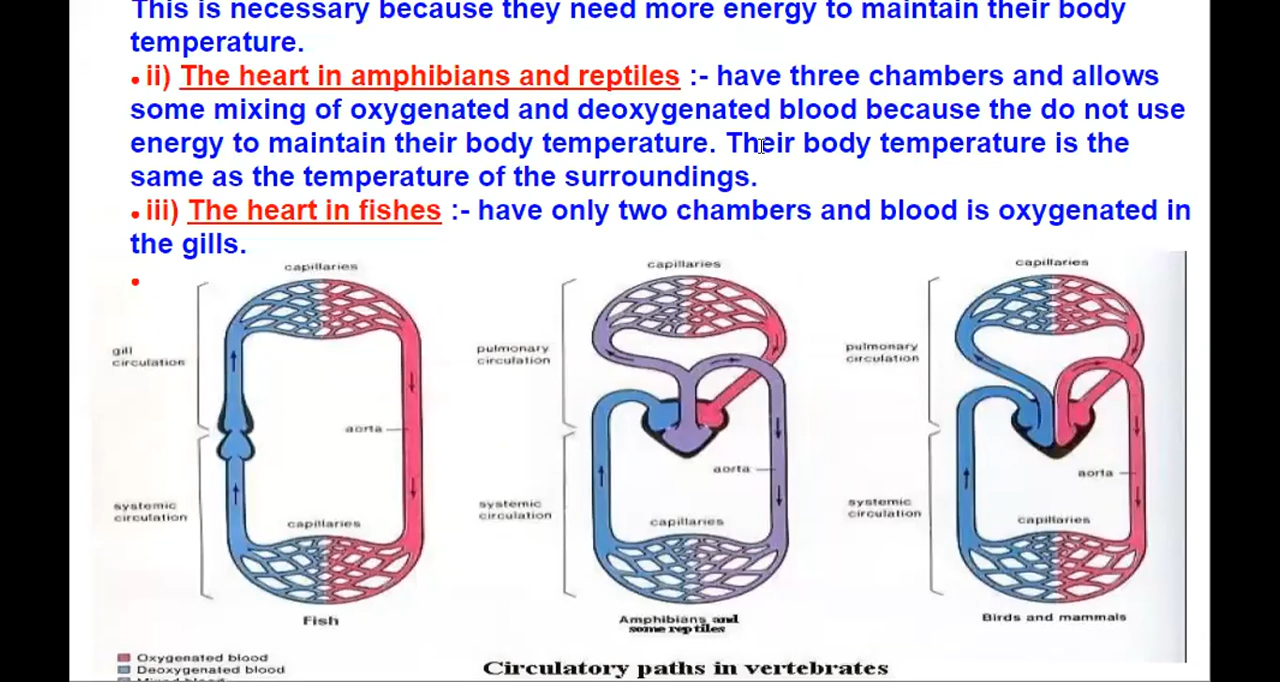 This is necessary because they need more energy to maintain their body
temperature.
• ii) The heart in amphibians and reptiles :- have three chambers and allows
some mixing of oxygenated and deoxygenated blood because the do not use
energy to maintain their body temperature. Their body temperature is the
same as the temperature of the surroundings.
• iii) The heart in fishes :- have only two chambers and blood is oxygenated in
the gills.
•
capillaries
gill
circulation
aorta
systemic
circulation
capillaries
Fish
capillaries
pulmonary
circulation
aorta
systemic
circulation
capillaries
Amphibians and
some reptiles
capillaries
pulmonary
circulation
aorta
systemic
circulation
capillaries
Birds and mammals
Oxygenated blood
Deoxygenated blood
Mixed blood
Circulatory paths in vertebrates